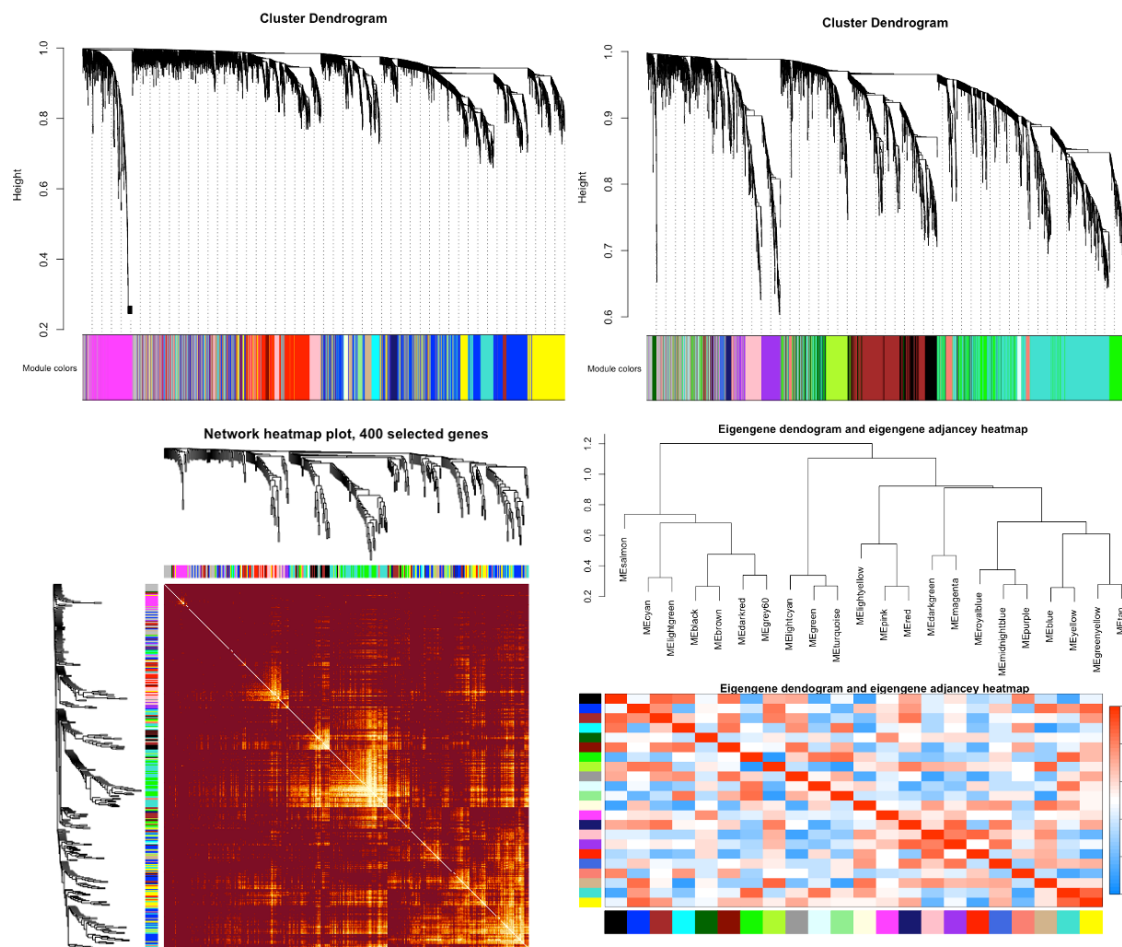 Cluster Dendrogram
Height
1.0
0.8
0.6
0.4
0.2
Module colors
Cluster Dendrogram
Height
1.0
0.9
0.8
0.7
0.6
Module colors
Network heatmap plot, 400 selected genes
Eigengene dendogram and eigengene adjancey heatmap
1.2
1.0
0.8
0.6
0.4
0.2
MEsalmon
MEcyan
MElightgreen
MEblack
MEbrown
MEdarkred
MEgrey60
MElightcyan
MEgreen
MEturquoise
MElightyellow
MEpink
MEred
MEdarkgreen
MEmagenta
MEroyalblue
MEmidnightblue
MEpurple
MEblue
MEyellow
MEgreenyellow
MEtan
Eigengene dendogram and eigengene adjancey heatmap